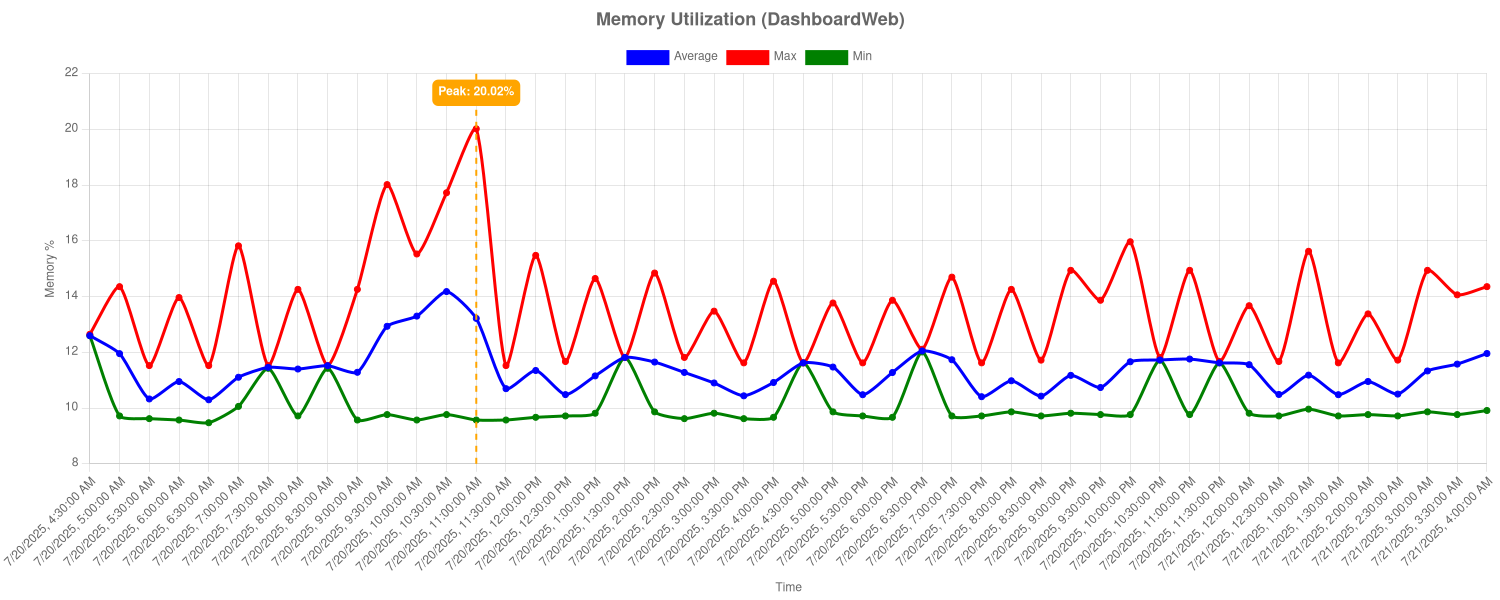 Memory Utilization (DashboardWeb)
Average Max Min
Peak: 20.02%
22
20
18
16
14
12
10
8
Memory %
7/20/2025, 4:30:00 AM
7/20/2025, 5:00:00 AM
7/20/2025, 5:30:00 AM
7/20/2025, 6:00:00 AM
7/20/2025, 6:30:00 AM
7/20/2025, 7:00:00 AM
7/20/2025, 7:30:00 AM
7/20/2025, 8:00:00 AM
7/20/2025, 8:30:00 AM
7/20/2025, 9:00:00 AM
7/20/2025, 9:30:00 AM
7/20/2025, 10:00:00 AM
7/20/2025, 10:30:00 AM
7/20/2025, 11:00:00 AM
7/20/2025, 11:30:00 AM
7/20/2025, 12:00:00 PM
7/20/2025, 12:30:00 PM
7/20/2025, 1:00:00 PM
7/20/2025, 1:30:00 PM
7/20/2025, 2:00:00 PM
7/20/2025, 2:30:00 PM
7/20/2025, 3:00:00 PM
7/20/2025, 3:30:00 PM
7/20/2025, 4:00:00 PM
7/20/2025, 4:30:00 PM
7/20/2025, 5:00:00 PM
7/20/2025, 5:30:00 PM
7/20/2025, 6:00:00 PM
7/20/2025, 6:30:00 PM
7/20/2025, 7:00:00 PM
7/20/2025, 7:30:00 PM
7/20/2025, 8:00:00 PM
7/20/2025, 8:30:00 PM
7/20/2025, 9:00:00 PM
7/20/2025, 9:30:00 PM
7/20/2025, 10:00:00 PM
7/20/2025, 10:30:00 PM
7/20/2025, 11:00:00 PM
7/20/2025, 11:30:00 PM
7/21/2025, 12:00:00 AM
7/21/2025, 12:30:00 AM
7/21/2025, 1:00:00 AM
7/21/2025, 1:30:00 AM
7/21/2025, 2:00:00 AM
7/21/2025, 2:30:00 AM
7/21/2025, 3:00:00 AM
7/21/2025, 3:30:00 AM
7/21/2025, 4:00:00 AM
Time